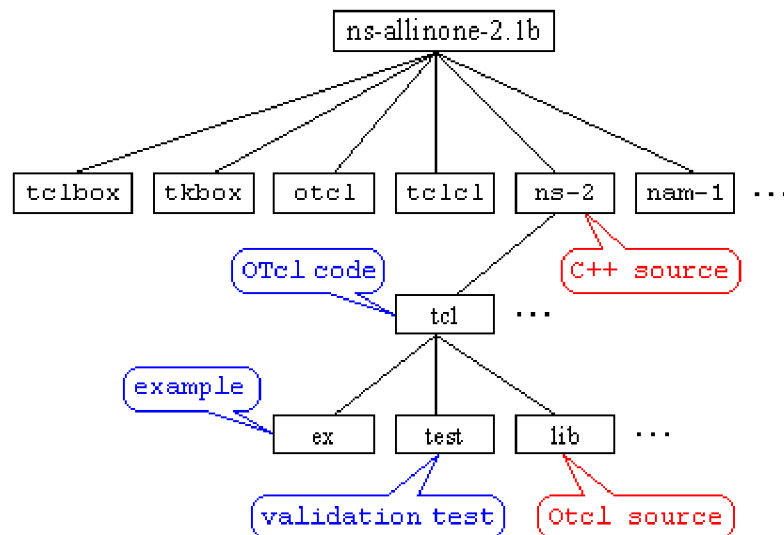 ns-allinone-2.1b
tclbox tkbox otcl tclcl ns-2 nam-1 ...
OTcl code C++ source
tcl ...
example
ex test lib ...
validation test Otcl source